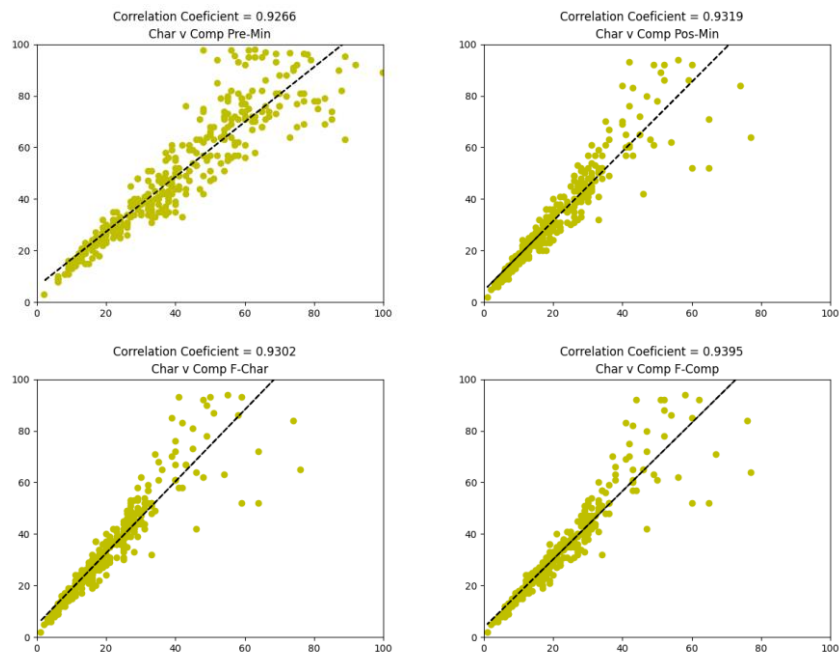 Correlation Coeficient = 0.9266
Char v Comp Pre-Min
100
80
60
40
20
0
0 20 40 60 80 100
Correlation Coeficient = 0.9319
Char v Comp Pos-Min
100
80
60
40
20
0
0 20 40 60 80 100
Correlation Coeficient = 0.9302
Char v Comp F-Char
100
80
60
40
20
0
0 20 40 60 80 100
Correlation Coeficient = 0.9395
Char v Comp F-Comp
100
80
60
40
20
0
0 20 40 60 80 100